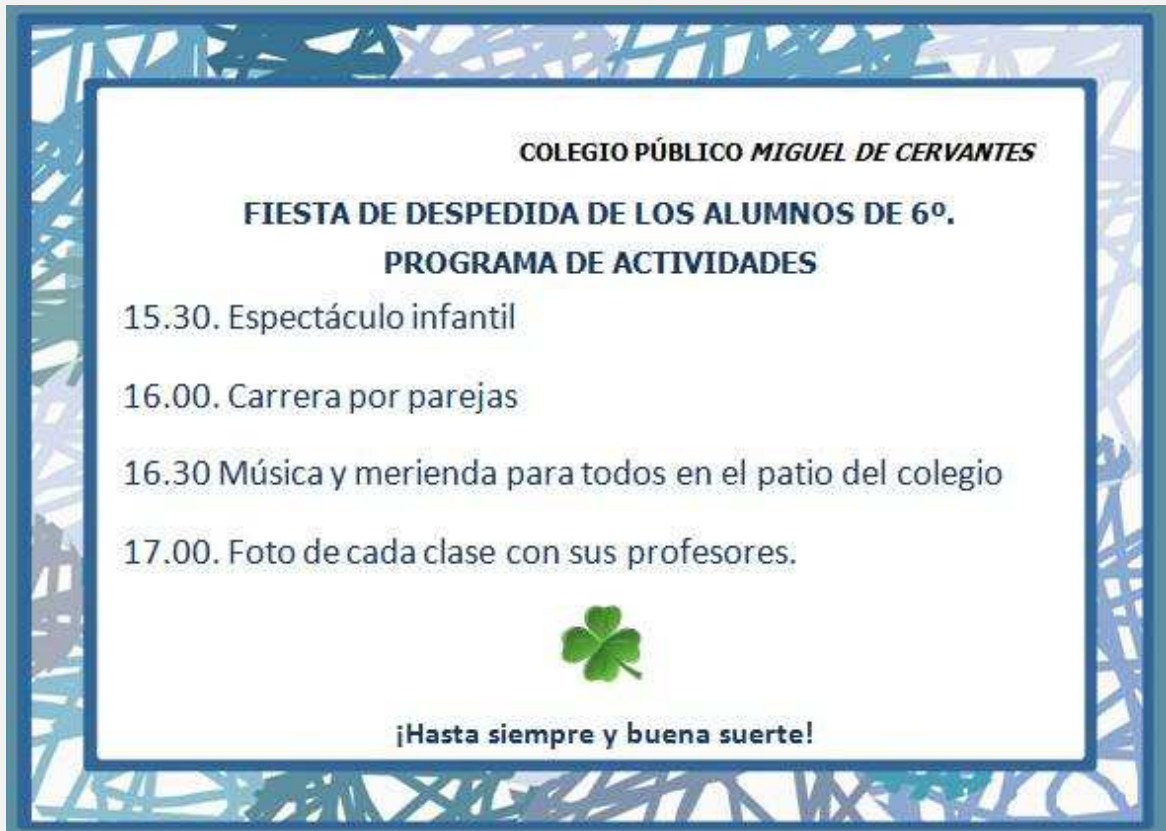 COLEGIO PÚBLICO MIGUEL DE CERVANTES
FIESTA DE DESPEDIDA DE LOS ALUMNOS DE 6º.
PROGRAMA DE ACTIVIDADES
15.30. Espectáculo infantil
16.00. Carrera por parejas
16.30 Música y merienda para todos en el patio del colegio
17.00. Foto de cada clase con sus profesores.
¡Hasta siempre y buena suerte!